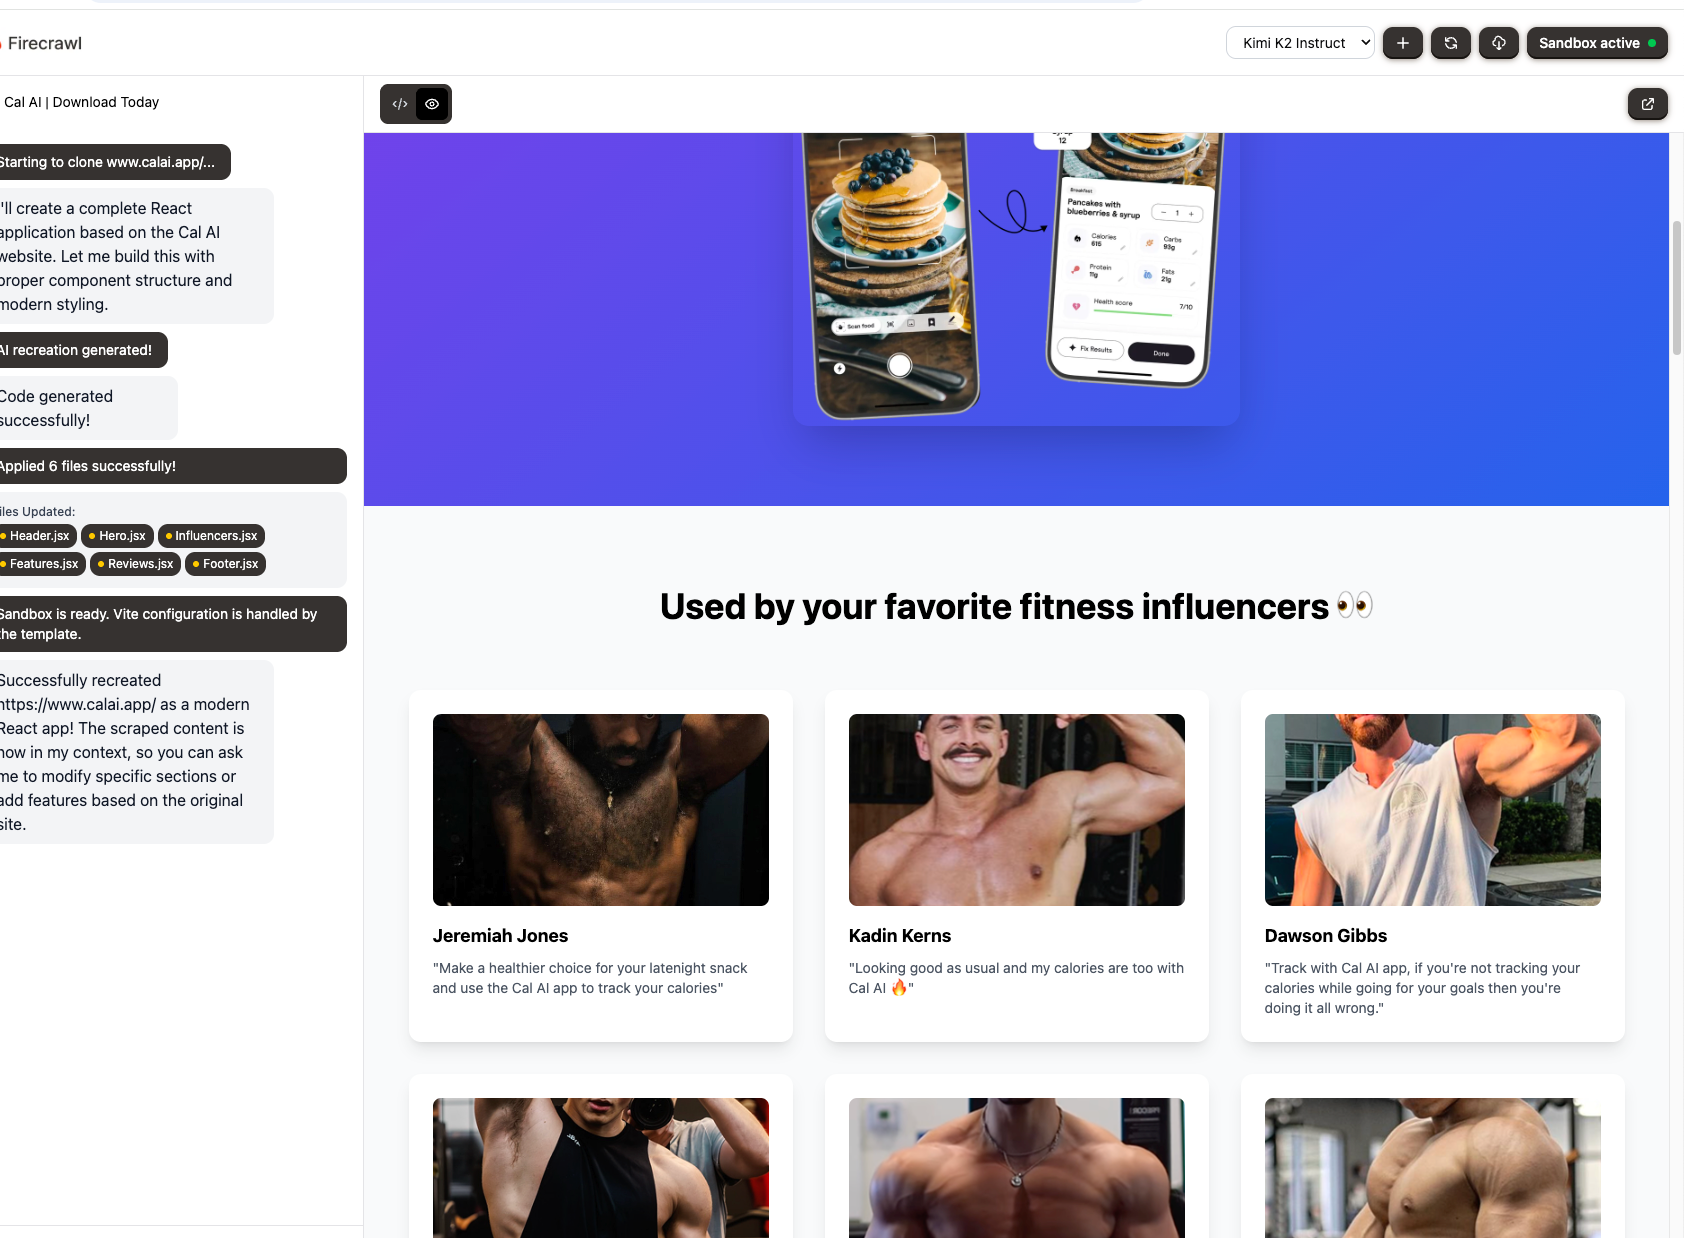 Firecrawl
Kimi K2 Instruct
Sandbox active
Cal AI | Download Today
</>
Starting to clone www.calai.app/...
'll create a complete React
application based on the Cal AI
website. Let me build this with
proper component structure and
modern styling.
AI recreation generated!
Code generated
successfully!
Applied 6 files successfully!
iles Updated:
Header.jsx
Hero.jsx
Influencers.jsx
Features.jsx
Reviews.jsx
Footer.jsx
Sandbox is ready. Vite configuration is handled by
the template.
Successfully recreated
https://www.calai.app/ as a modern
React app! The scraped content is
now in my context, so you can ask
me to modify specific sections or
add features based on the original
site.
12
Breakfast
Pancakes with
blueberries & syrup
− 1 +
Calories
615
Carbs
93g
Protein
11g
Fats
21g
Health score
7/10
Fix Results
Done
Scan food
Used by your favorite fitness influencers 👀
Jeremiah Jones
"Make a healthier choice for your latenight snack
and use the Cal AI app to track your calories"
Kadin Kerns
"Looking good as usual and my calories are too with
Cal AI 🔥"
Dawson Gibbs
"Track with Cal AI app, if you're not tracking your
calories while going for your goals then you're
doing it all wrong."